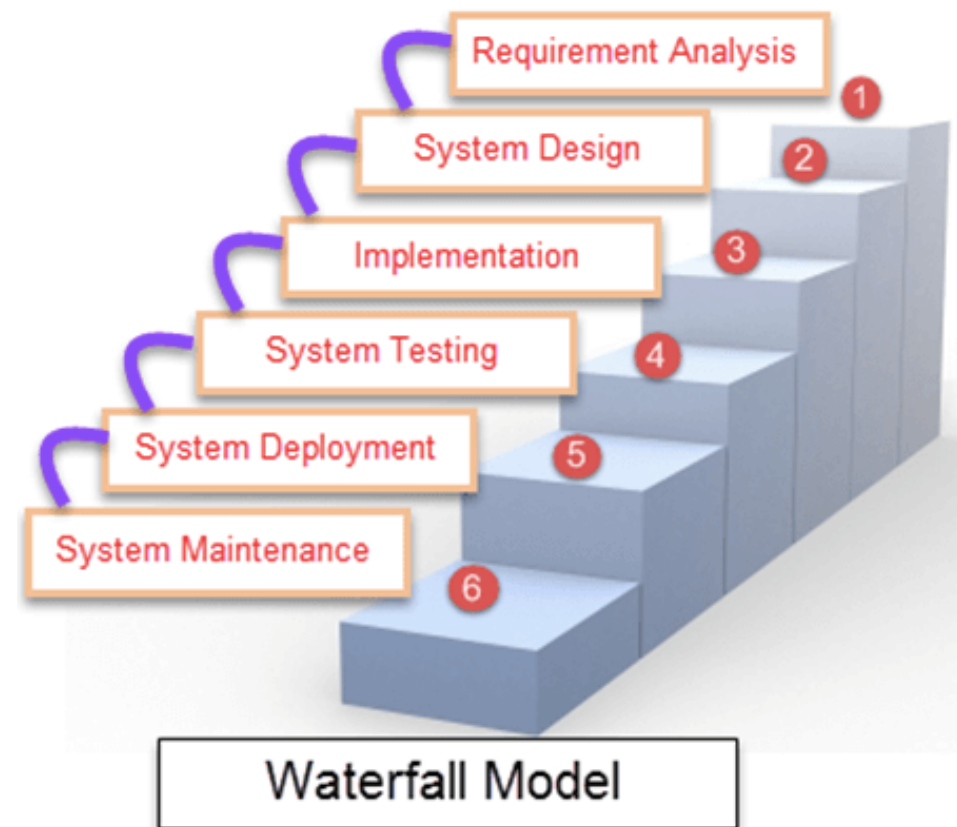 Requirement Analysis
1
System Design
2
Implementation
3
System Testing
4
System Deployment
5
System Maintenance
6
Waterfall Model